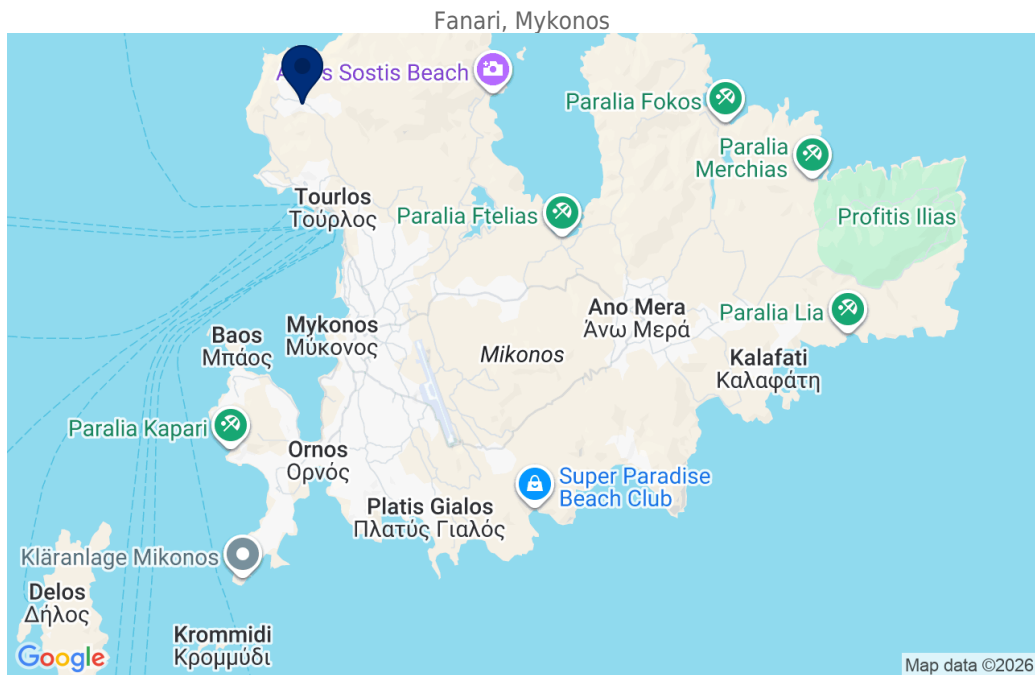 Fanari, Mykonos
Sostis Beach
Paralia Fokos
Paralia
Merchias
Tourlos
Τούρλος
Paralia Ftelias
Profitis Ilias
Ano Mera
Άνω Μερά
Paralia Lia
Baos
Μπάος
Mykonos
Μύκονος
Mikonos
Kalafati
Καλαφάτη
Paralia Kapari
Ornos
Ορνός
Super Paradise
Beach Club
Platis Gialos
Πλατύς Γιαλός
Kläranlage Mikonos
Delos
Δήλος
Krommidi
Κρομμύδι
Google
Map data ©2026